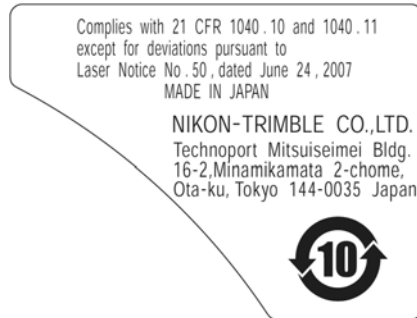 Complies with 21 CFR 1040.10 and 1040.11
except for deviations pursuant to
Laser Notice No.50, dated June 24, 2007
MADE IN JAPAN
NIKON-TRIMBLE CO.,LTD.
Technoport Mitsuiseimei Bldg.
16-2,Minamikamata 2-chome,
Ota-ku, Tokyo 144-0035 Japan
10